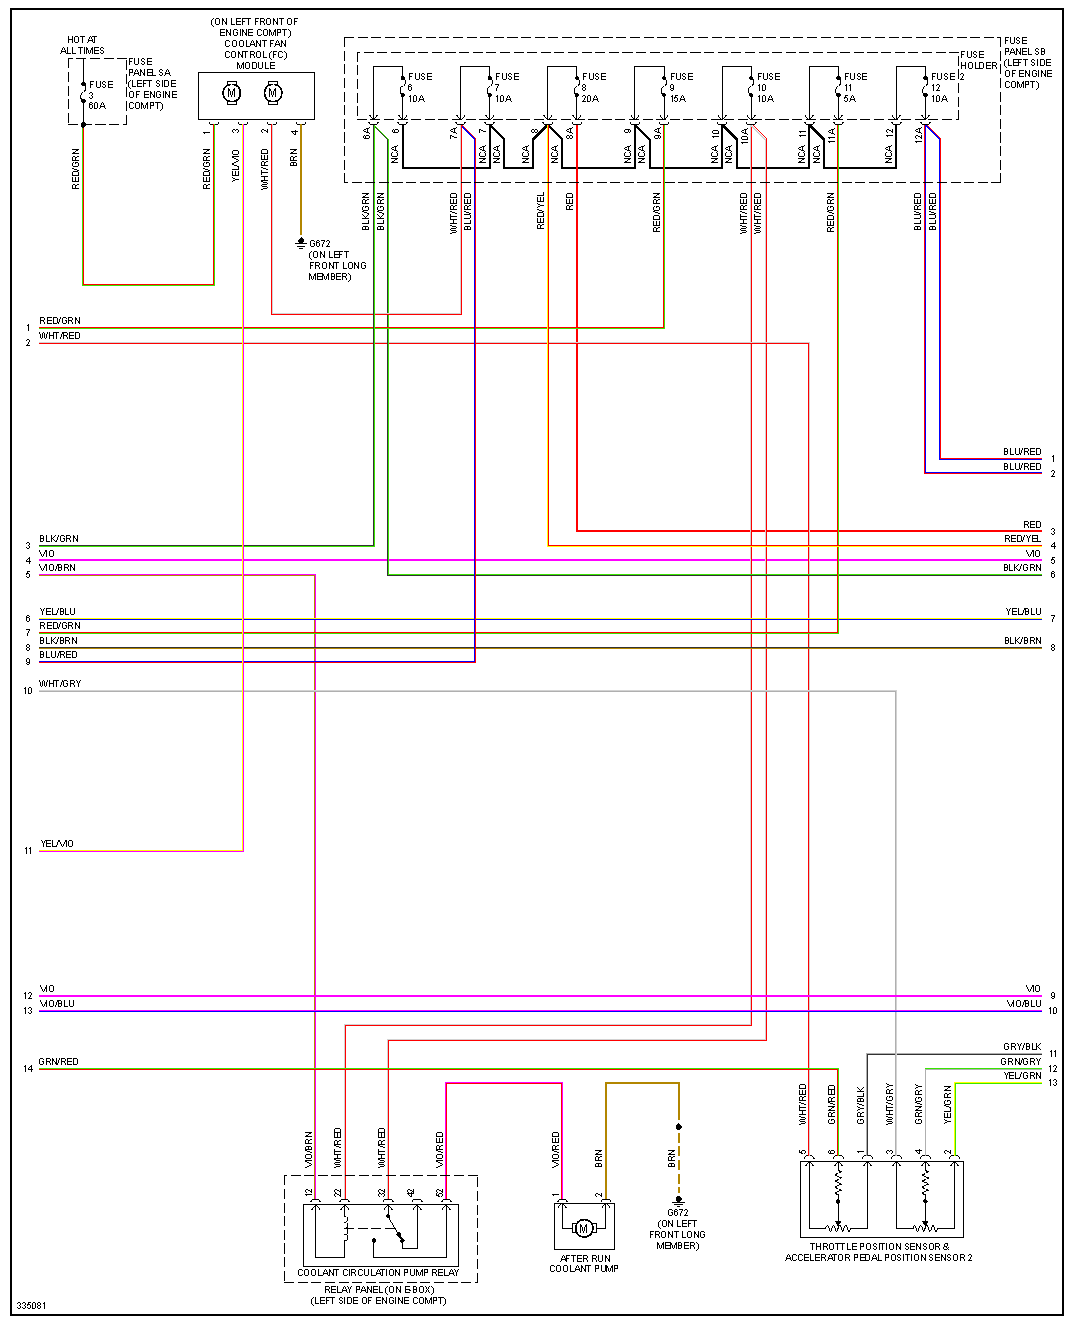 (ON LEFT FRONT OF
ENGINE COMPT)
COOLANT FAN
CONTROL (FC)
MODULE
HOT AT
ALL TIMES
FUSE
3
60A
FUSE
PANEL SA
(LEFT SIDE
OF ENGINE
COMPT)
M
M
FUSE
6
10A
FUSE
7
10A
FUSE
8
20A
FUSE
9
15A
FUSE
10
10A
FUSE
11
5A
FUSE 2
12
10A
FUSE
HOLDER
FUSE
PANEL SB
(LEFT SIDE
OF ENGINE
COMPT)
1
3
2
4
6A
6
7A
7
8
8A
9
9A
10
10A
11
11A
12
12A
NCA
NCA
NCA
NCA
NCA
NCA
NCA
NCA
NCA
NCA
RED/GRN
RED/GRN
YEL/VIO
WHT/RED
BRN
BLK/GRN
BLK/GRN
WHT/RED
BLU/RED
RED/YEL
RED
RED/GRN
WHT/RED
WHT/RED
RED/GRN
BLU/RED
BLU/RED
G672
(ON LEFT
FRONT LONG
MEMBER)
1 RED/GRN
2 WHT/RED
BLU/RED 1
BLU/RED 2
RED 3
3 BLK/GRN
RED/YEL 4
4 VIO
VIO 5
5 VIO/BRN
BLK/GRN 6
6 YEL/BLU
YEL/BLU 7
7 RED/GRN
8 BLK/BRN
BLK/BRN 8
9 BLU/RED
10 WHT/GRY
11 YEL/VIO
12 VIO
VIO 9
13 VIO/BLU
VIO/BLU 10
GRY/BLK 11
14 GRN/RED
GRN/GRY 12
YEL/GRN 13
VIO/BRN
WHT/RED
WHT/RED
VIO/RED
VIO/RED
BRN
BRN
WHT/RED
GRN/RED
GRY/BLK
WHT/GRY
GRN/GRY
YEL/GRN
12
22
32
42
52
1
2
5
6
1
3
4
2
M
G672
(ON LEFT
FRONT LONG
MEMBER)
COOLANT CIRCULATION PUMP RELAY
RELAY PANEL (ON E-BOX)
(LEFT SIDE OF ENGINE COMPT)
AFTER RUN
COOLANT PUMP
THROTTLE POSITION SENSOR &
ACCELERATOR PEDAL POSITION SENSOR 2
335081